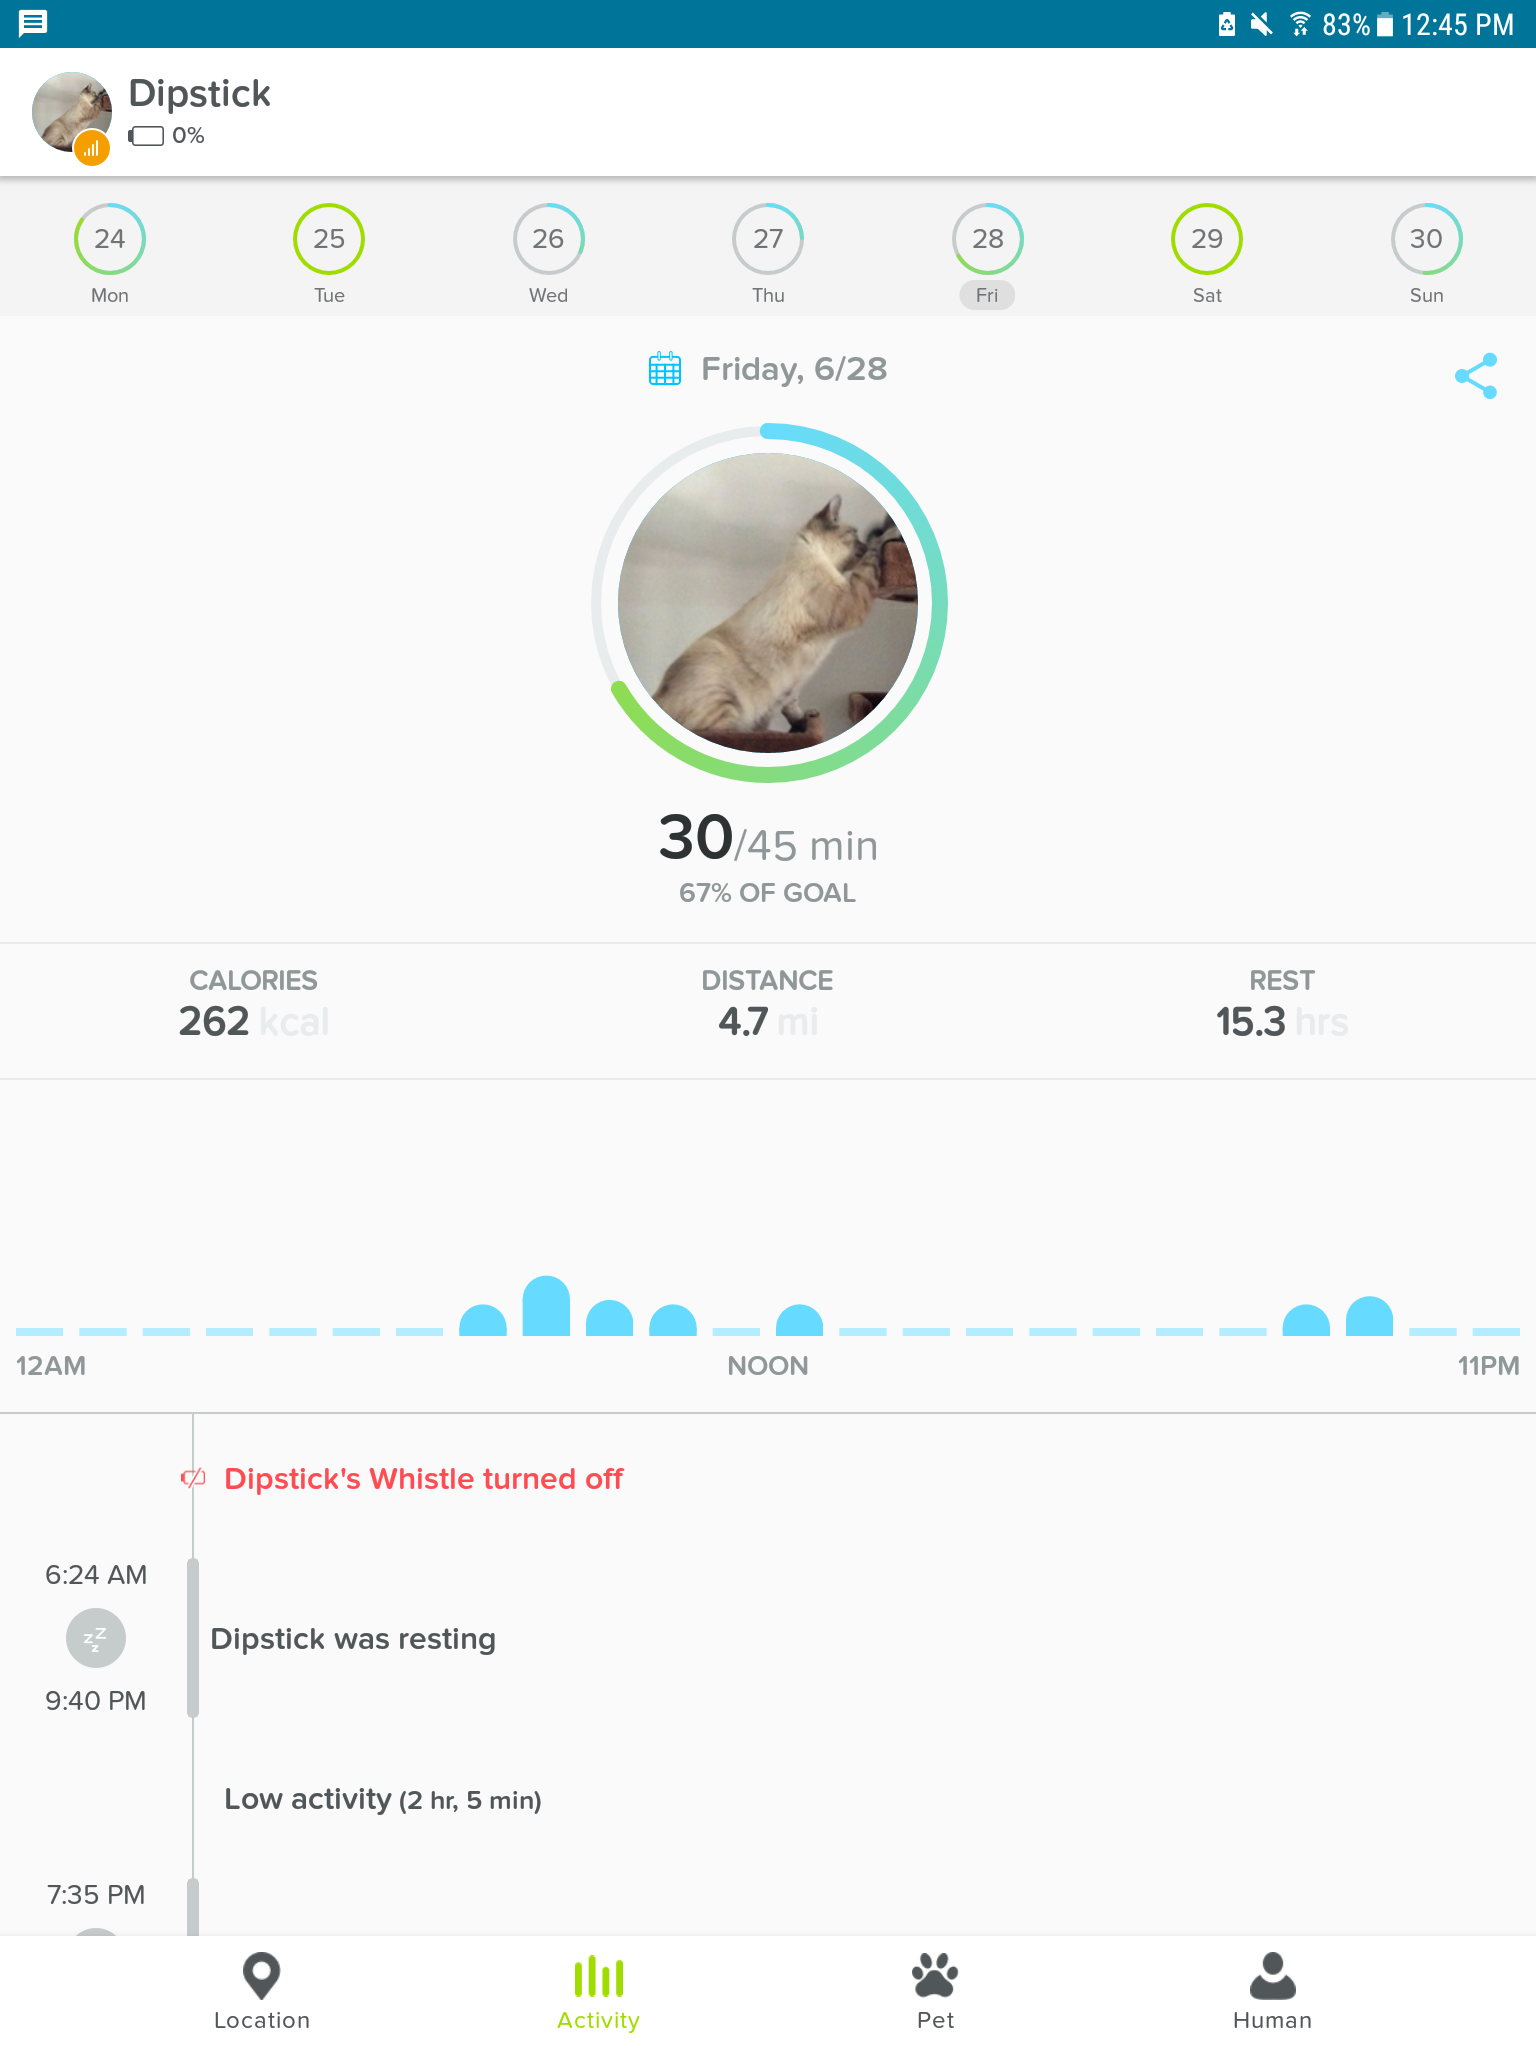 83% 12:45 PM
Dipstick
0%
24 25 26 27 28 29 30
Mon Tue Wed Thu Fri Sat Sun
Friday, 6/28
30/45 min
67% OF GOAL
CALORIES DISTANCE REST
262 kcal 4.7 mi 15.3 hrs
12AM NOON 11PM
Dipstick's Whistle turned off
6:24 AM
zZz
Dipstick was resting
9:40 PM
Low activity (2 hr, 5 min)
7:35 PM
Location Activity Pet Human